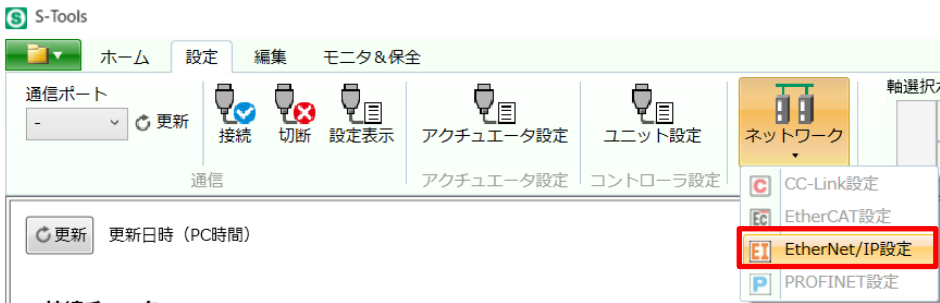 S-Tools
ホーム 設定 編集 モニタ&保全
通信ポート
-
更新
接続 切断 設定表示
アクチュエータ設定
ユニット設定
ネットワーク
軸選択
通信 アクチュエータ設定 コントローラ設定
CC-Link設定
EtherCAT設定
EtherNet/IP設定
PROFINET設定
更新 更新日時（PC時間）